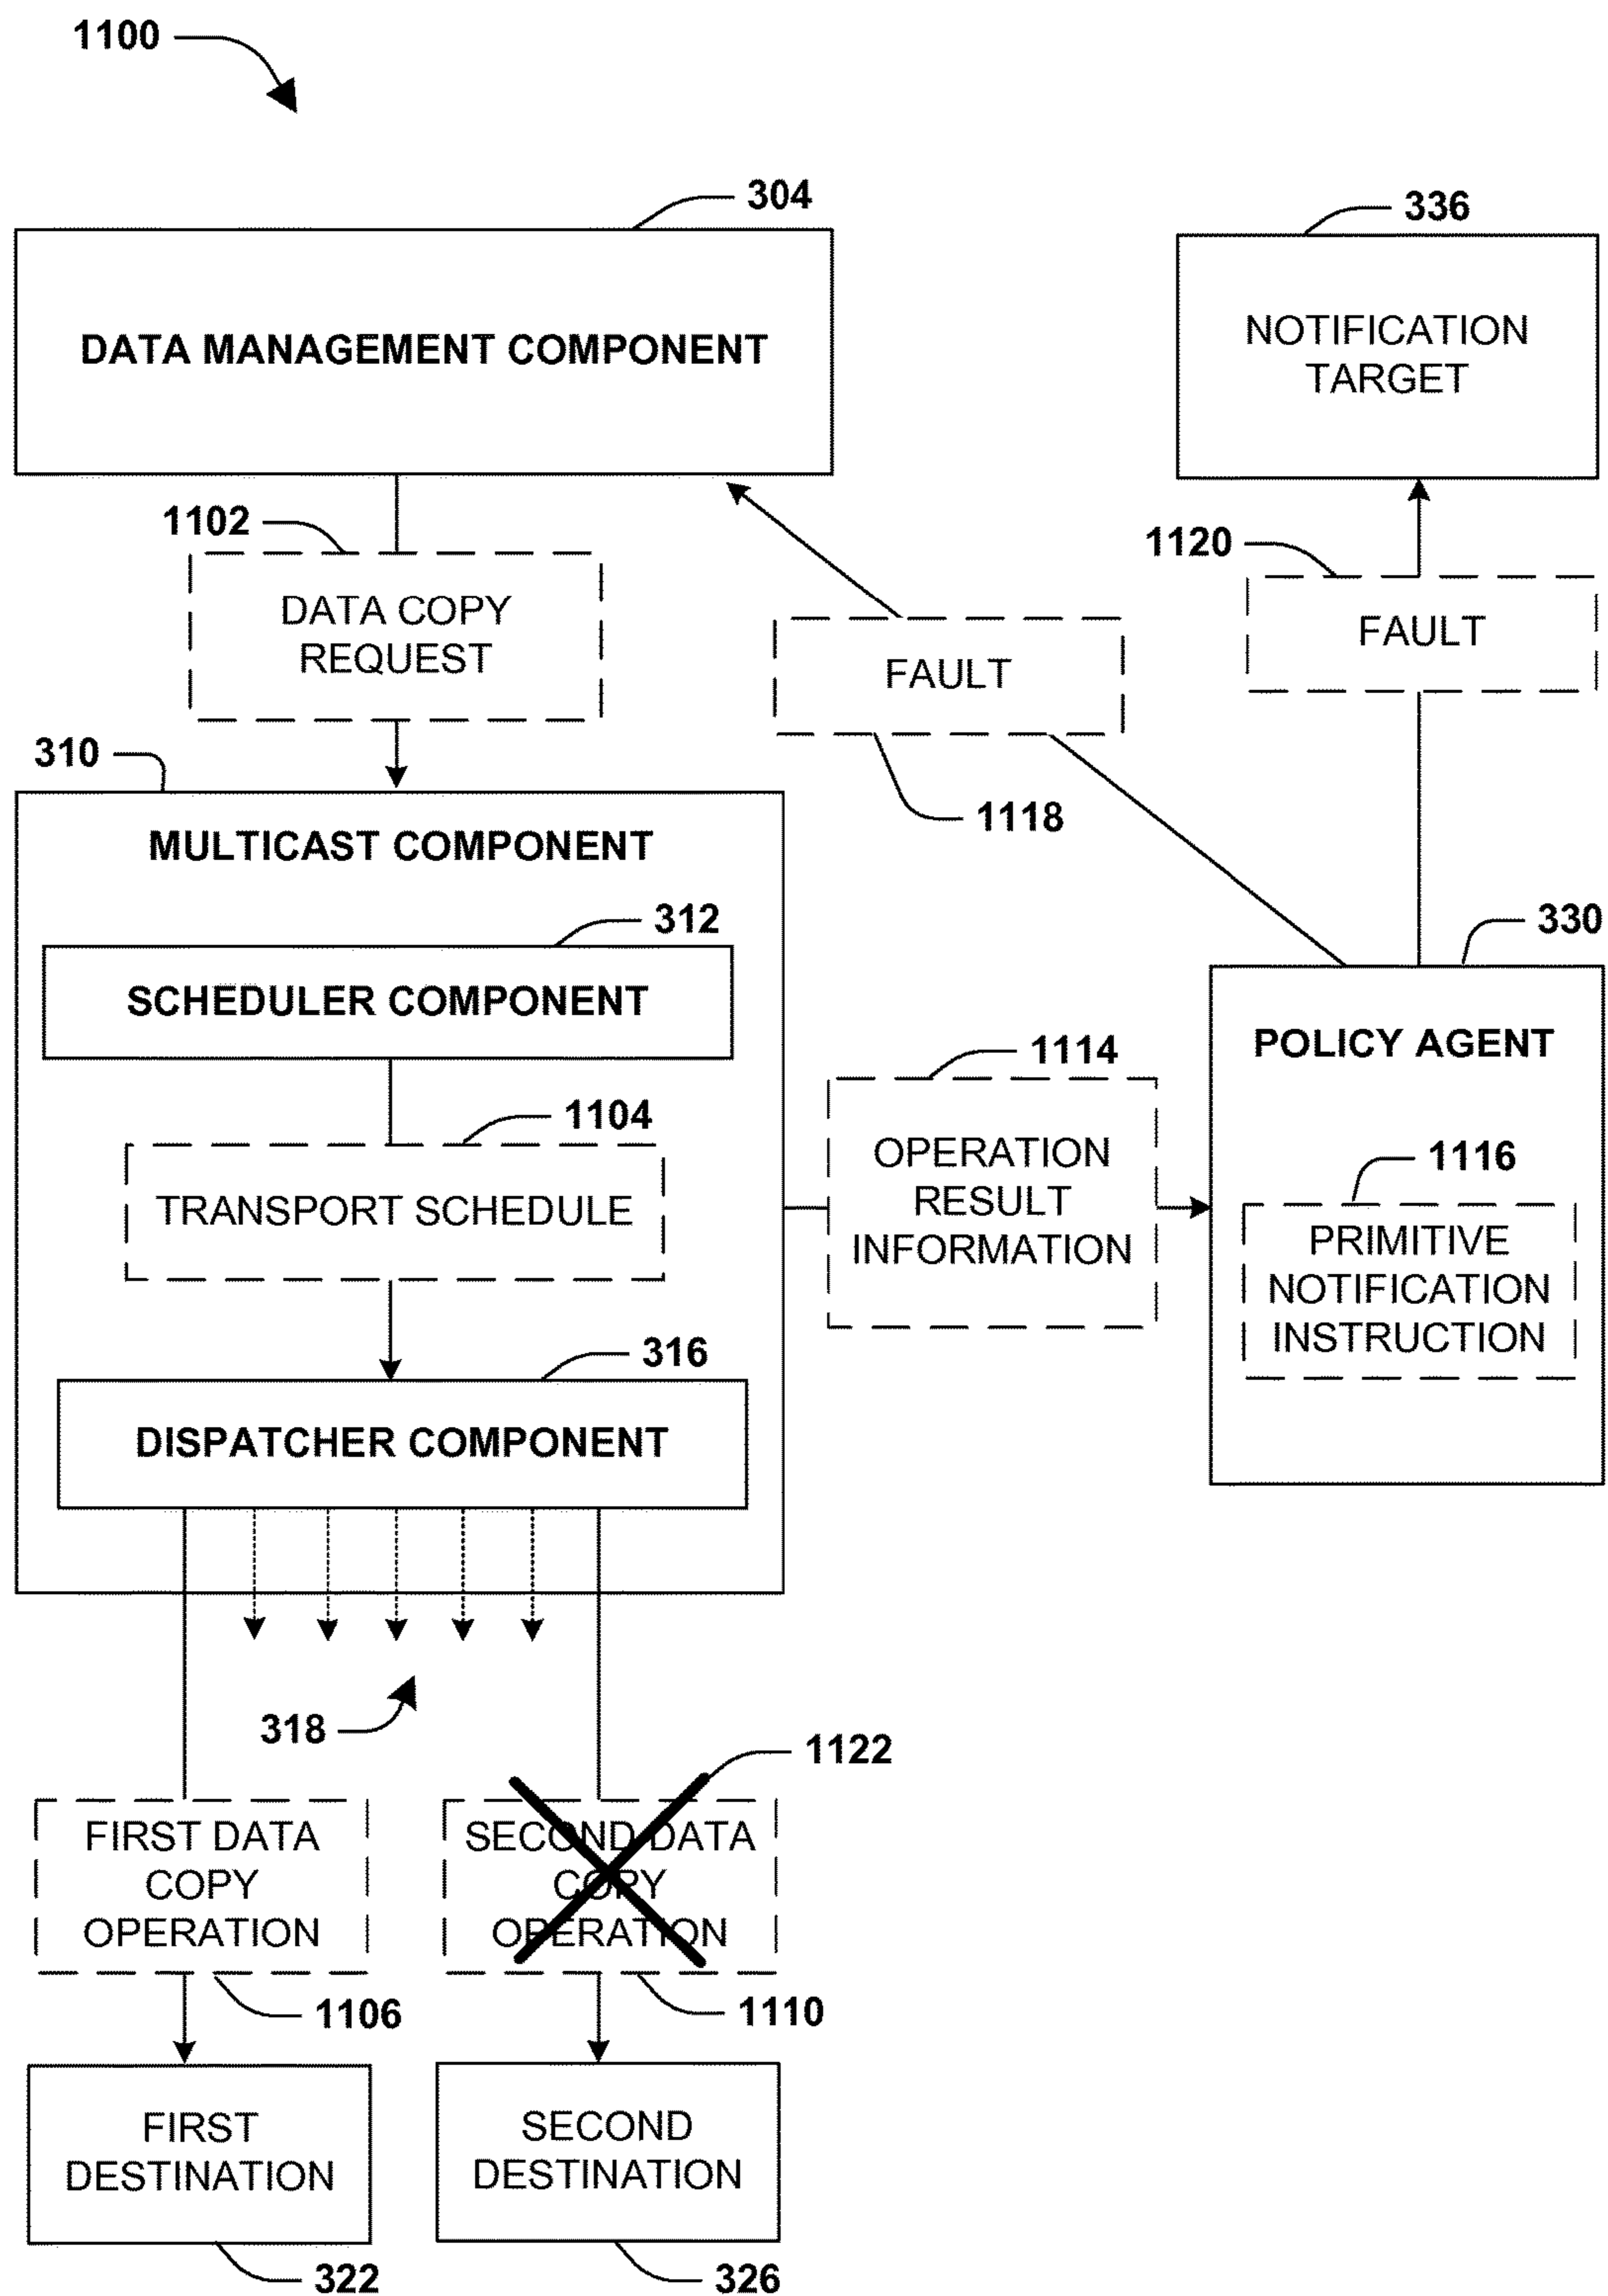 1100
304
DATA MANAGEMENT COMPONENT
336
NOTIFICATION
TARGET
1102
DATA COPY
REQUEST
1120
FAULT
FAULT
1118
310
MULTICAST COMPONENT
312
SCHEDULER COMPONENT
1104
TRANSPORT SCHEDULE
316
DISPATCHER COMPONENT
1114
OPERATION
RESULT
INFORMATION
330
POLICY AGENT
1116
PRIMITIVE
NOTIFICATION
INSTRUCTION
318
1122
FIRST DATA
COPY
OPERATION
1106
SECOND DATA
COPY
OPERATION
1110
FIRST
DESTINATION
322
SECOND
DESTINATION
326